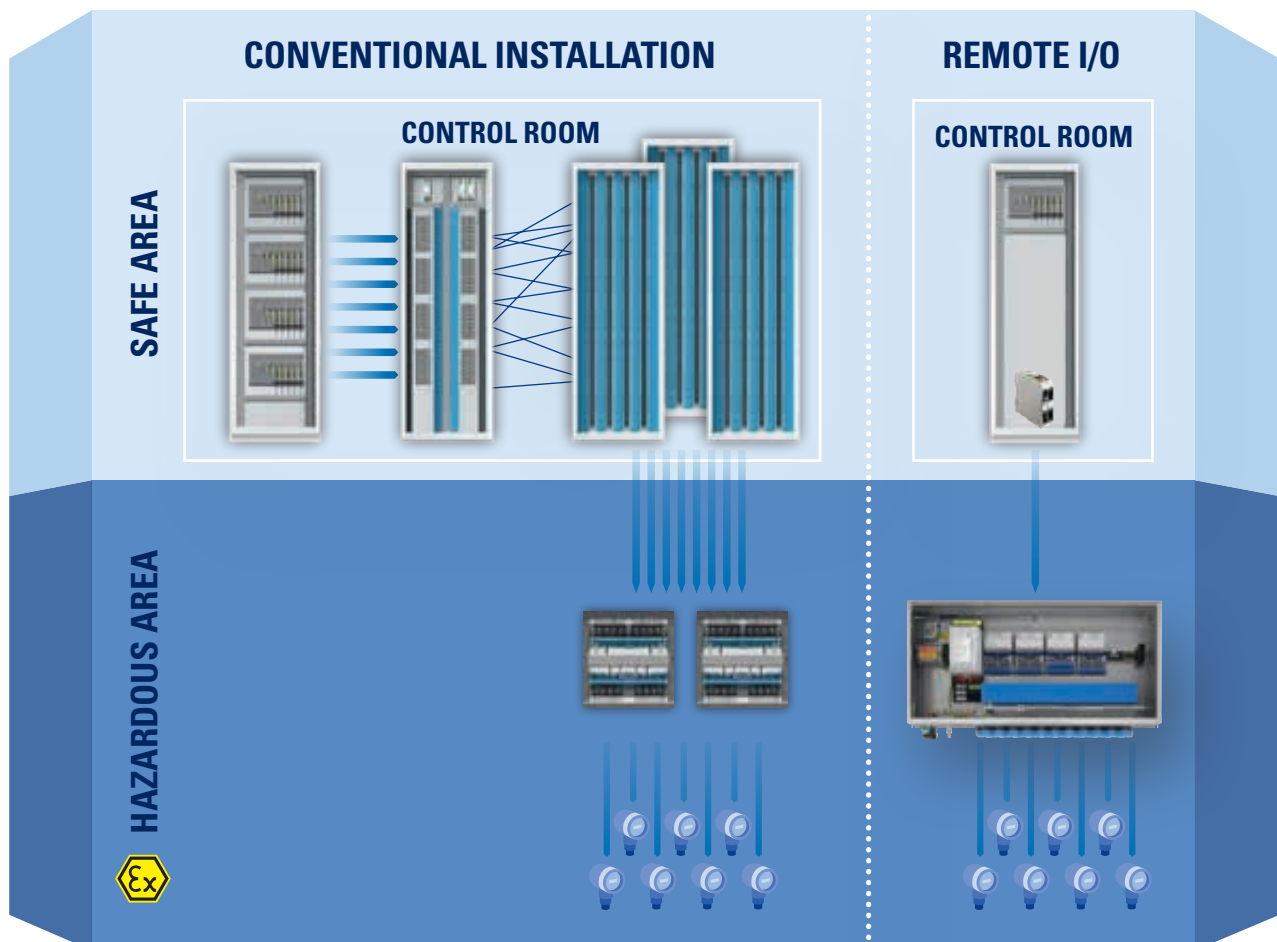 CONVENTIONAL INSTALLATION
REMOTE I/O
CONTROL ROOM
CONTROL ROOM
SAFE AREA
HAZARDOUS AREA
Ex